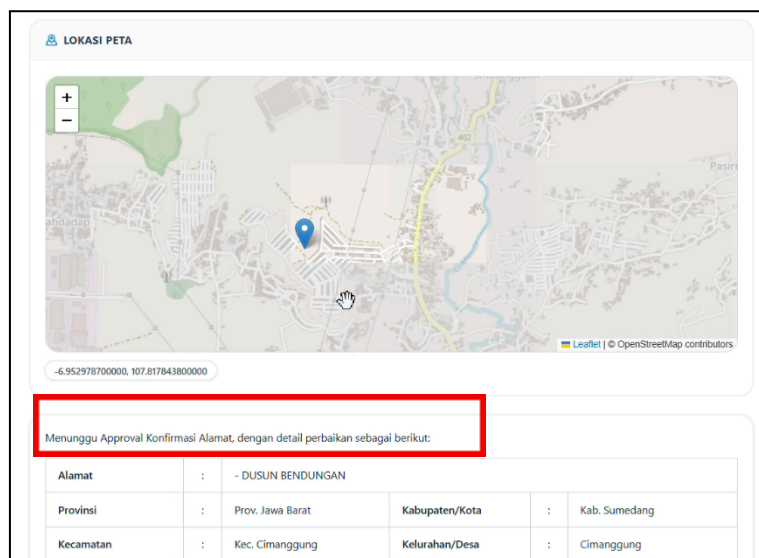 LOKASI PETA
+
−
402
Pasir
ahdadap
Leaflet | © OpenStreetMap contributors
-6.952978700000, 107.817843800000
Menunggu Approval Konfirmasi Alamat, dengan detail perbaikan sebagai berikut:
Alamat : - DUSUN BENDUNGAN
Provinsi : Prov. Jawa Barat Kabupaten/Kota : Kab. Sumedang
Kecamatan : Kec. Cimanggung Kelurahan/Desa : Cimanggung